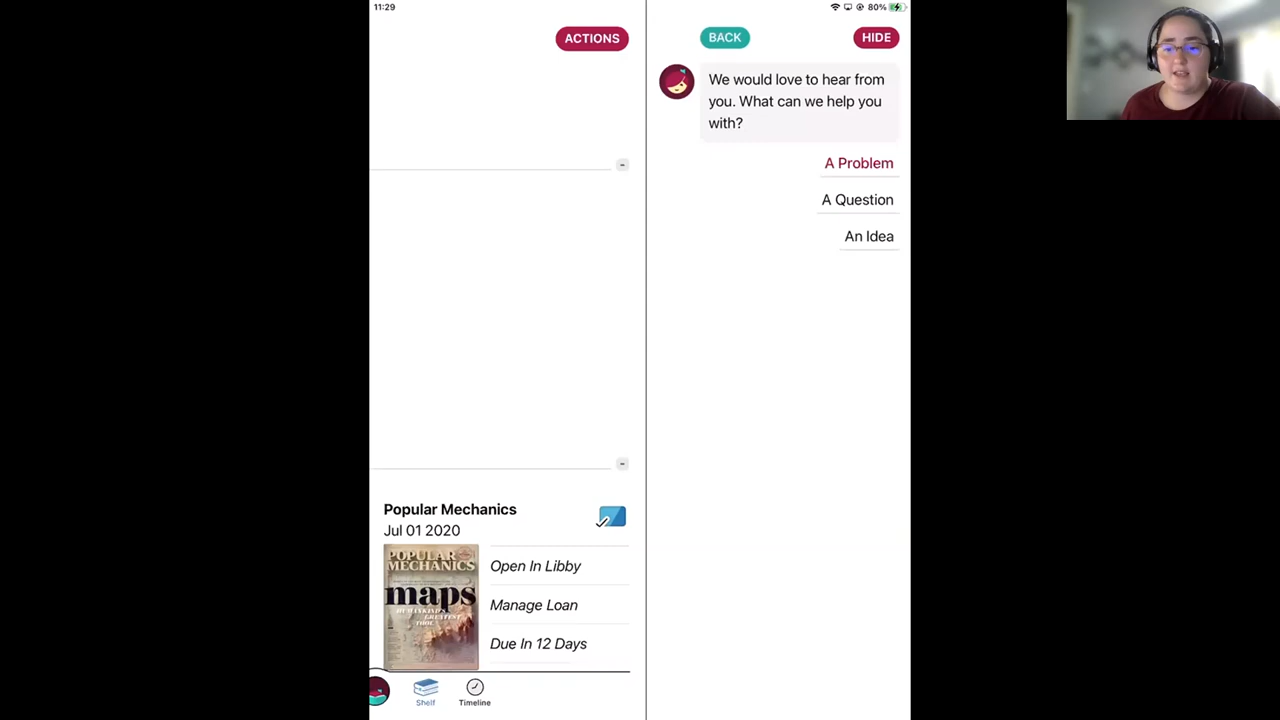 11:29
80%
ACTIONS
BACK
HIDE
We would love to hear from
you. What can we help you
with?
A Problem
A Question
An Idea
Popular Mechanics
Jul 01 2020
POPULAR
MECHANICS
maps
Open In Libby
Manage Loan
Due In 12 Days
Shelf
Timeline